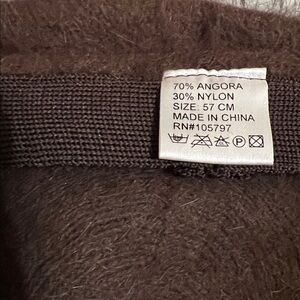 70% ANGORA
30% NYLON
SIZE: 57 CM
MADE IN CHINA
RN#105797
P